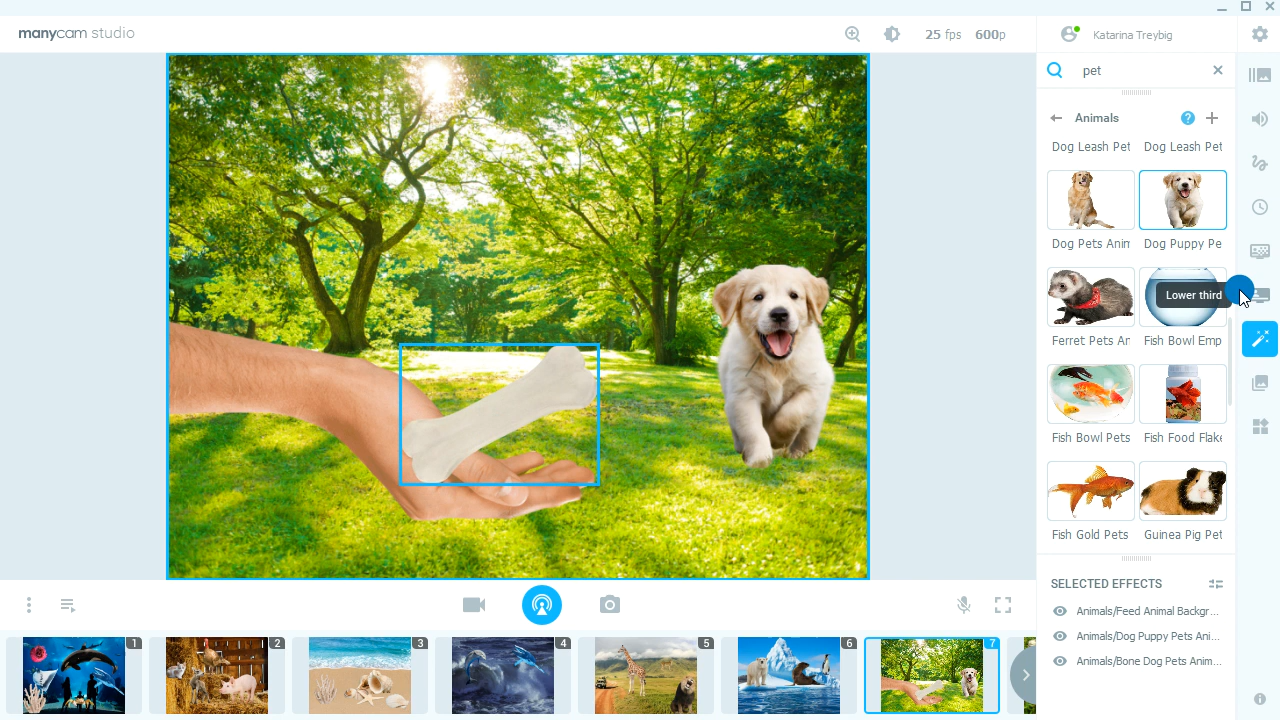 manycam studio
25 fps 600p
Katarina Treybig
pet
Animals
?
Dog Leash Pet
Dog Leash Pet
Dog Pets Anim
Dog Puppy Pe
Ferret Pets An
Fish Bowl Emp
Lower third
Fish Bowl Pets
Fish Food Flake
Fish Gold Pets
Guinea Pig Pet
SELECTED EFFECTS
Animals/Feed Animal Backgr...
Animals/Dog Puppy Pets Ani...
Animals/Bone Dog Pets Anim...
1
2
3
4
5
6
7